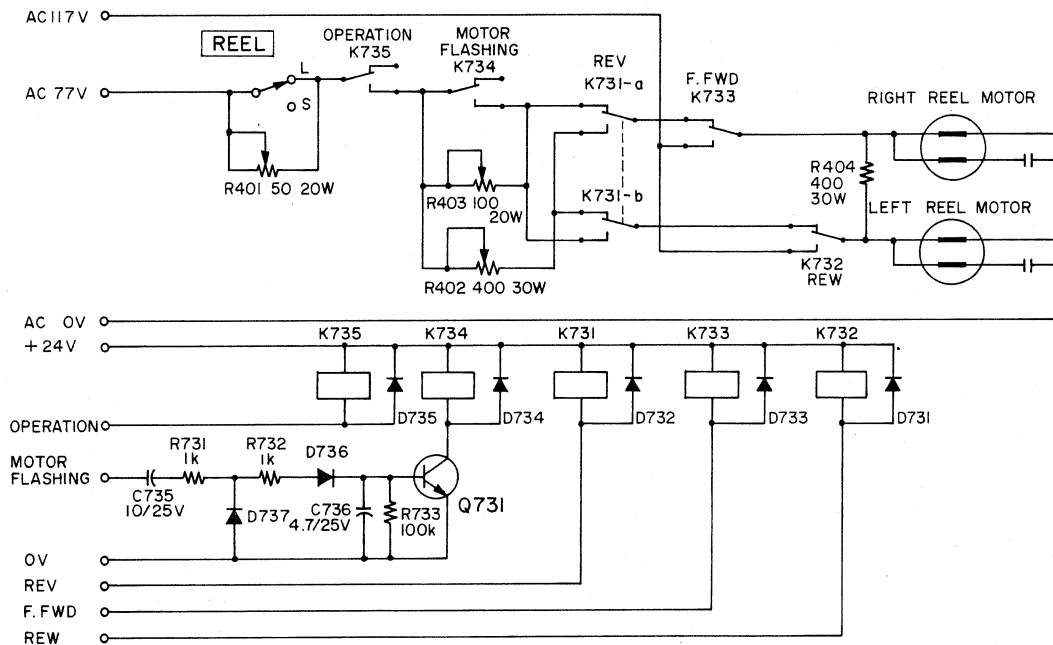 AC117V
REEL
OPERATION
K735
MOTOR
FLASHING
K734
REV
K731-a
F. FWD
K733
AC 77V
L
S
RIGHT REEL MOTOR
R401 50 20W
R403 100
20W
K731-b
R404
400
30W
LEFT REEL MOTOR
R402 400 30W
K732
REW
AC 0V
+24V
K735
K734
K731
K733
K732
D735
D734
D732
D733
D731
OPERATION
MOTOR
FLASHING
R731
1k
R732
1k
D736
C735
10/25V
D737
C736
4.7/25V
R733
100k
Q731
0V
REV
F. FWD
REW